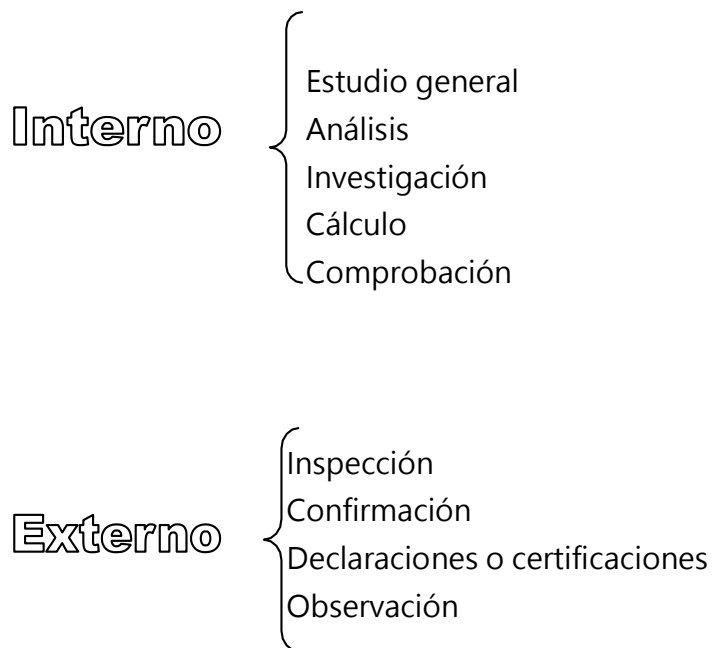 Interno
Estudio general
Análisis
Investigación
Cálculo
Comprobación
Externo
Inspección
Confirmación
Declaraciones o certificaciones
Observación